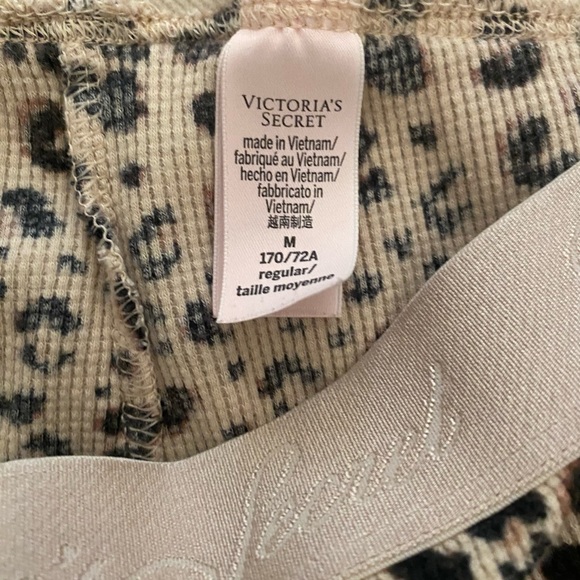 VICTORIA'S
SECRET
made in Vietnam/
fabriqué au Vietnam/
hecho en Vietnam/
fabbricato in
Vietnam/
越南制造
M
170/72A
regular/
taille moyenne
Secret